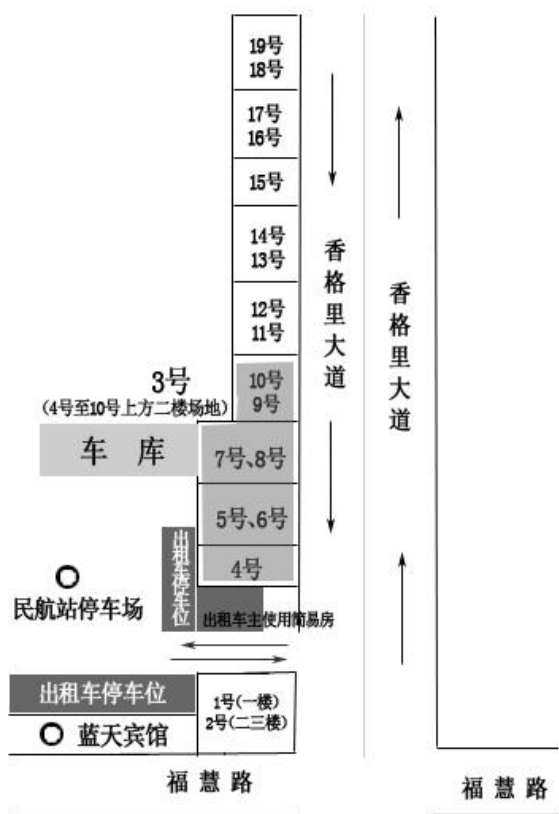 19号
18号
17号
16号
15号
14号
13号
12号
11号
香格里大道
香格里大道
3号
(4号至10号上方二楼场地)
10号
9号
车库
7号、8号
5号、6号
出租车停车位
4号
民航站停车场
出租车主使用简易房
出租车停车位
1号(一楼)
2号(二三楼)
蓝天宾馆
福慧路
福慧路